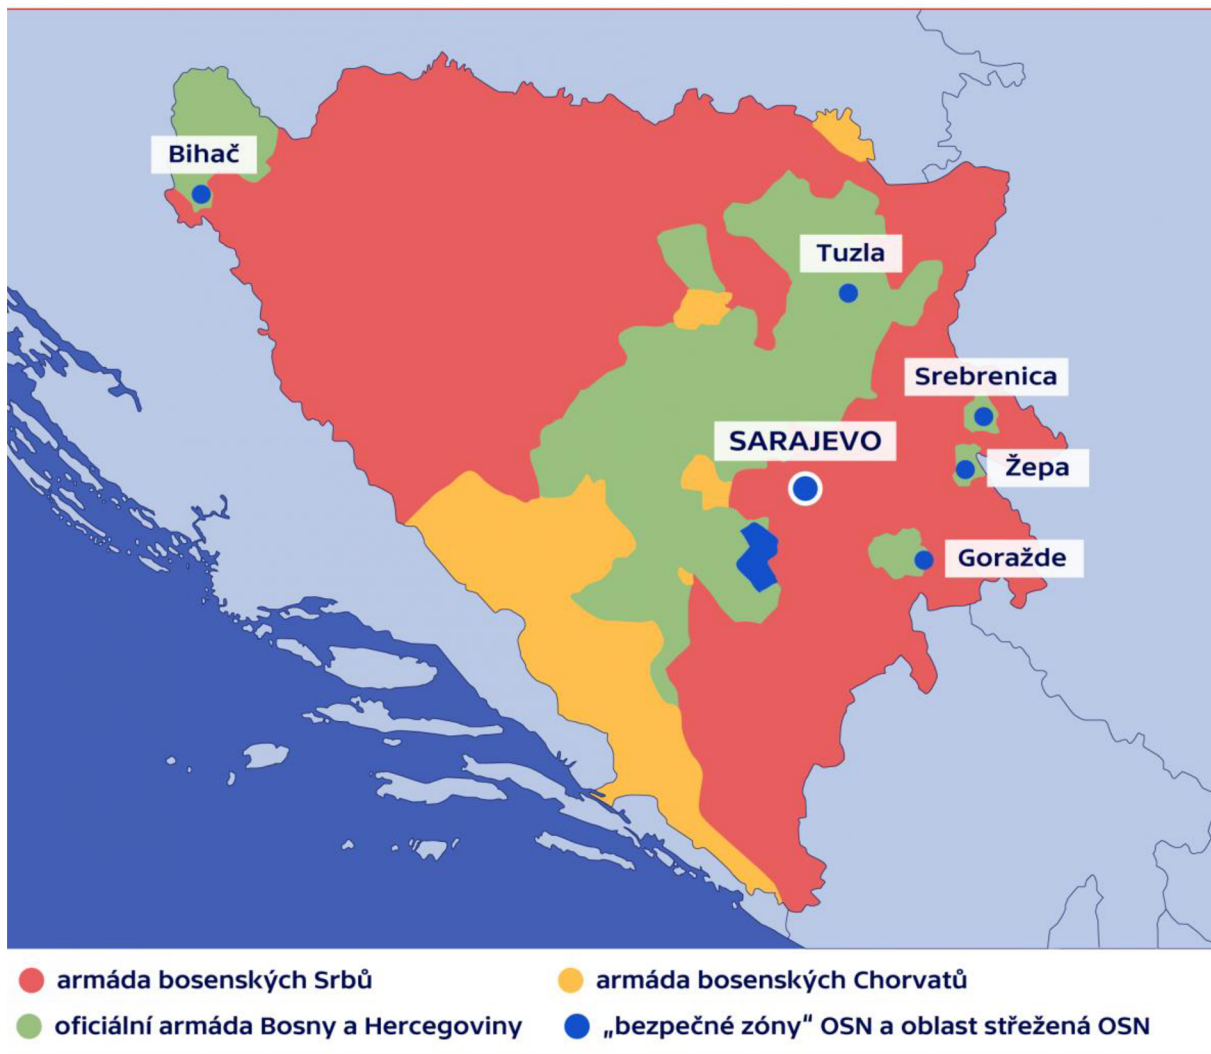 Bihač
Tuzla
Srebrenica
SARAJEVO
Žepa
Goražde
armáda bosenských Srbů
armáda bosenských Chorvatů
oficiální armáda Bosny a Hercegoviny
„bezpečné zóny“ OSN a oblast střežená OSN